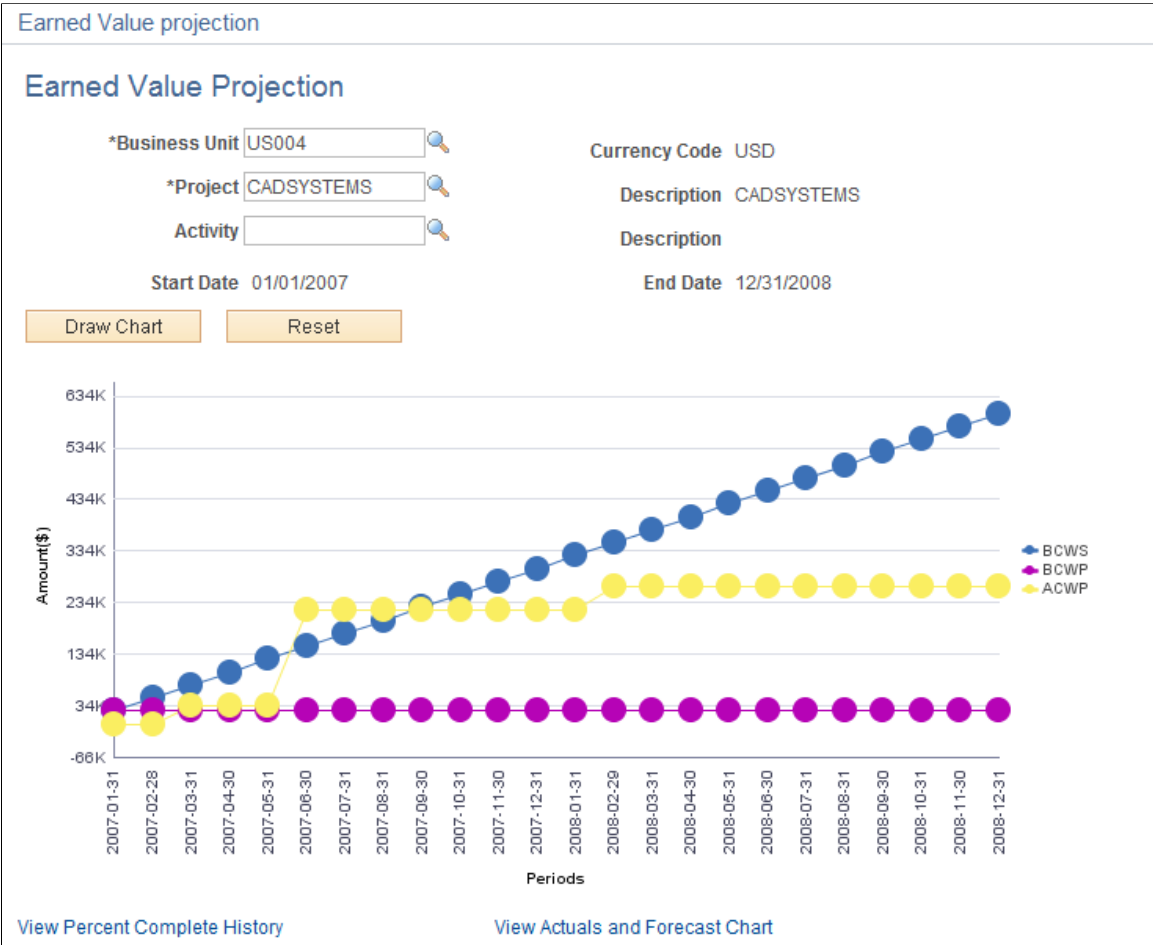 Earned Value projection
Earned Value Projection
*Business Unit US004
Currency Code USD
*Project CADSYSTEMS
Description CADSYSTEMS
Activity
Description
Start Date 01/01/2007
End Date 12/31/2008
Draw Chart Reset
634K
534K
434K
334K
234K
134K
34K
-66K
Amount($)
BCWS
BCWP
ACWP
2007-01-31
2007-02-28
2007-03-31
2007-04-30
2007-05-31
2007-06-30
2007-07-31
2007-08-31
2007-09-30
2007-10-31
2007-11-30
2007-12-31
2008-01-31
2008-02-29
2008-03-31
2008-04-30
2008-05-31
2008-06-30
2008-07-31
2008-08-31
2008-09-30
2008-10-31
2008-11-30
2008-12-31
Periods
View Percent Complete History
View Actuals and Forecast Chart